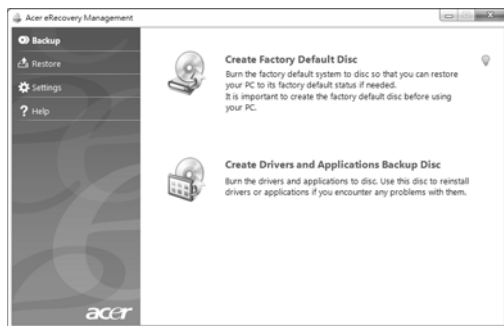 Acer eRecovery Management
Backup
Restore
Settings
Help
Create Factory Default Disc
Burn the factory default system to disc so that you can restore
your PC to its factory default status if needed.
It is important to create the factory default disc before using
your PC.
Create Drivers and Applications Backup Disc
Burn the drivers and applications to disc. Use this disc to reinstall
drivers or applications if you encounter any problems with them.
acer